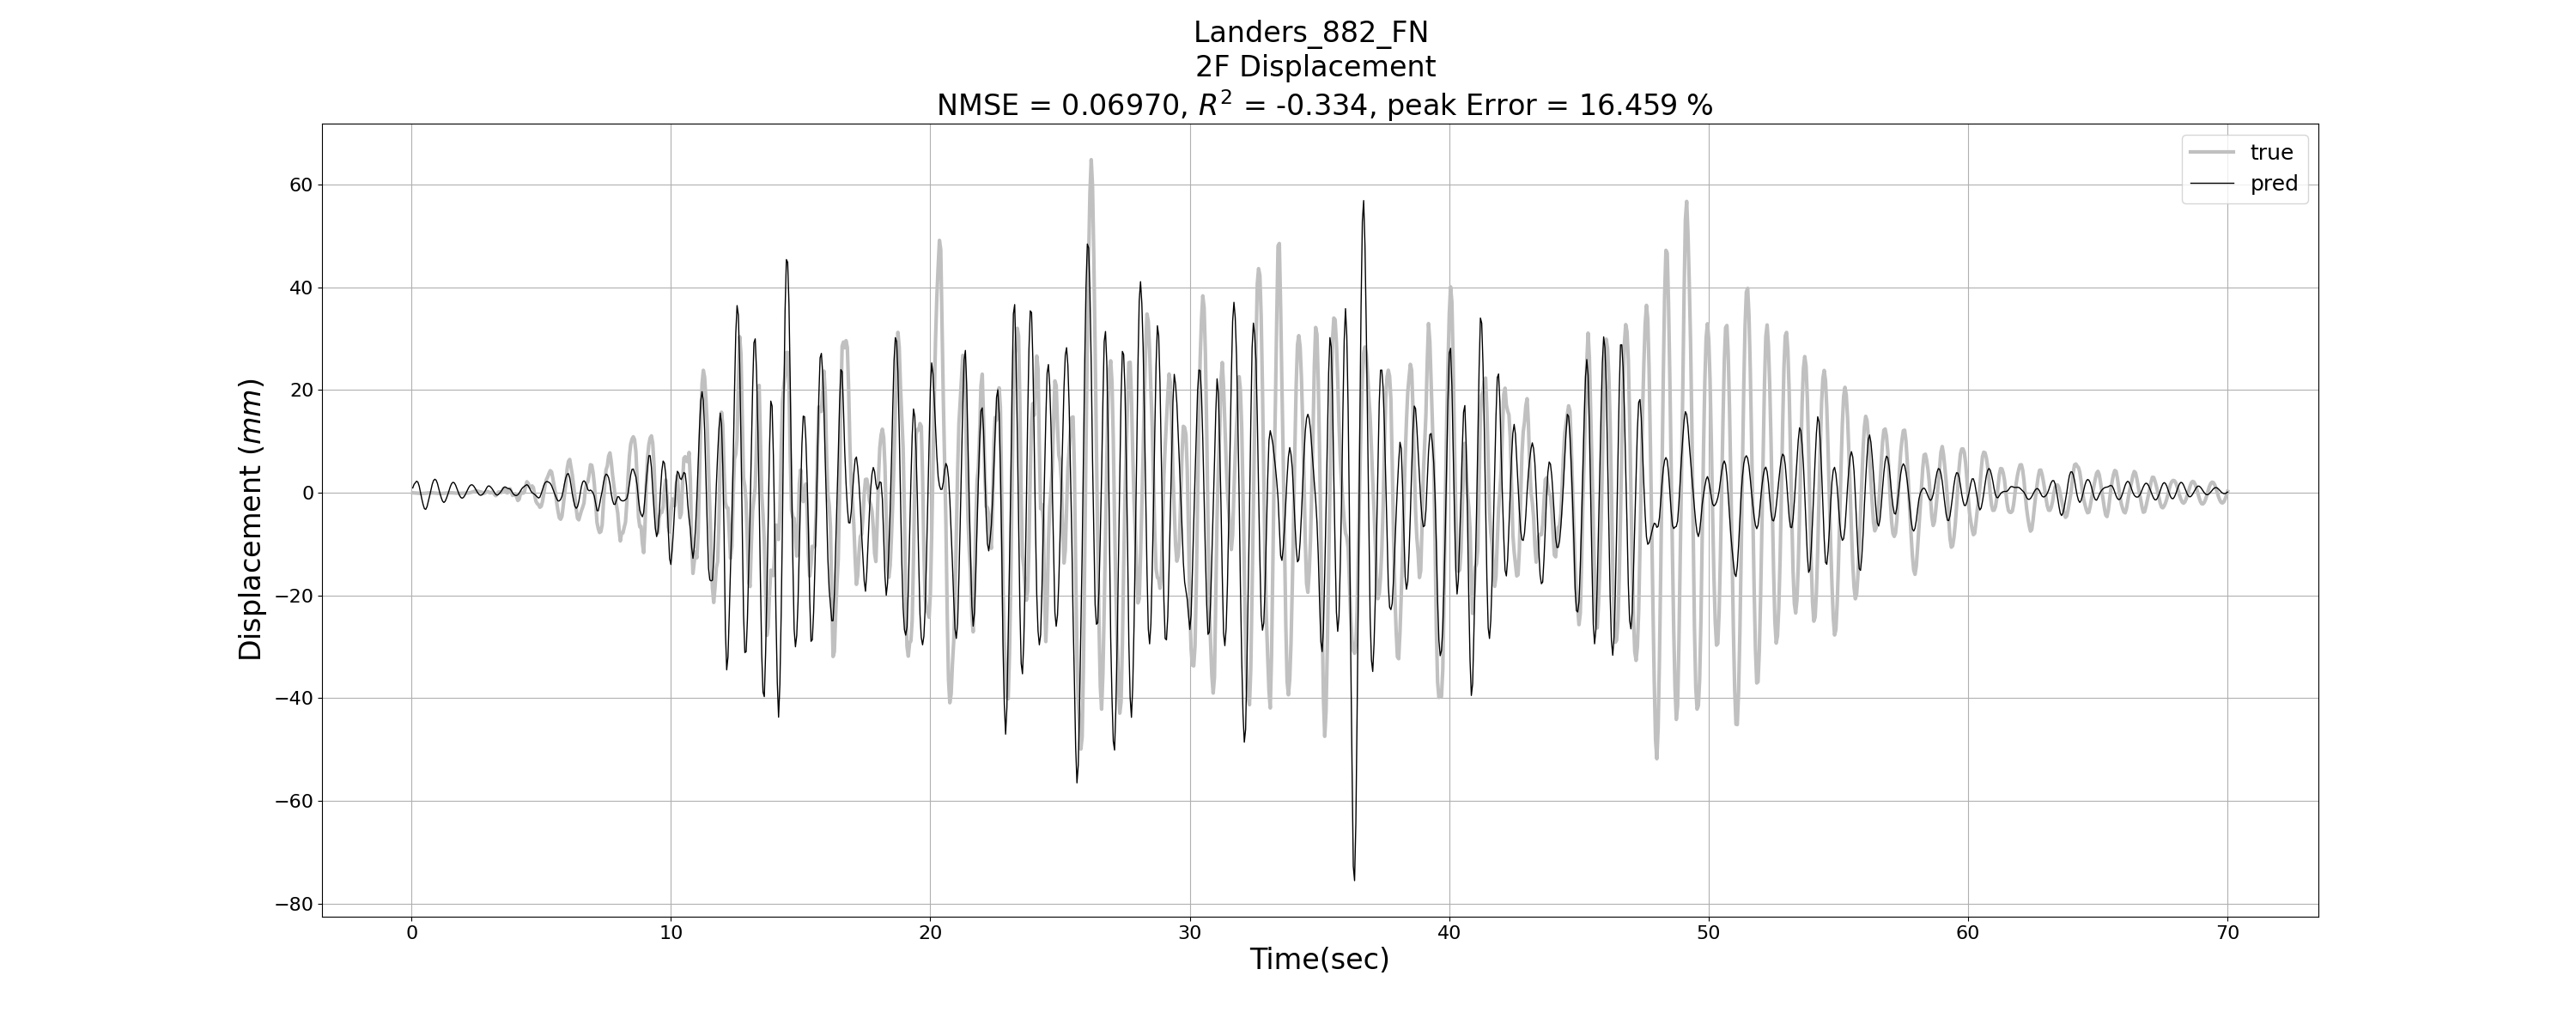 Landers_882_FN
2F Displacement
NMSE = 0.06970, R² = -0.334, peak Error = 16.459 %
true
pred
Displacement (mm)
60
40
20
0
−20
−40
−60
−80
0 10 20 30 40 50 60 70
Time(sec)